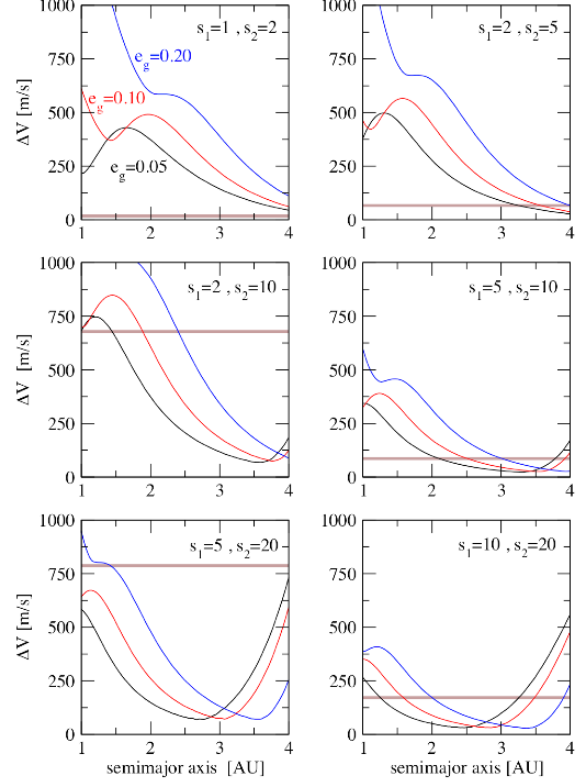 1000
s1=1 , s2=2
eg=0.20
750
eg=0.10
ΔV [m/s]
500
250
eg=0.05
0
1 2 3 4
1000
s1=2 , s2=5
750
ΔV [m/s]
500
250
0
1 2 3 4
1000
s1=2 , s2=10
750
ΔV [m/s]
500
250
0
1 2 3 4
1000
s1=5 , s2=10
750
ΔV [m/s]
500
250
0
1 2 3 4
1000
s1=5 , s2=20
750
ΔV [m/s]
500
250
0
1 2 3 4
semimajor axis [AU]
1000
s1=10 , s2=20
750
ΔV [m/s]
500
250
0
1 2 3 4
semimajor axis [AU]